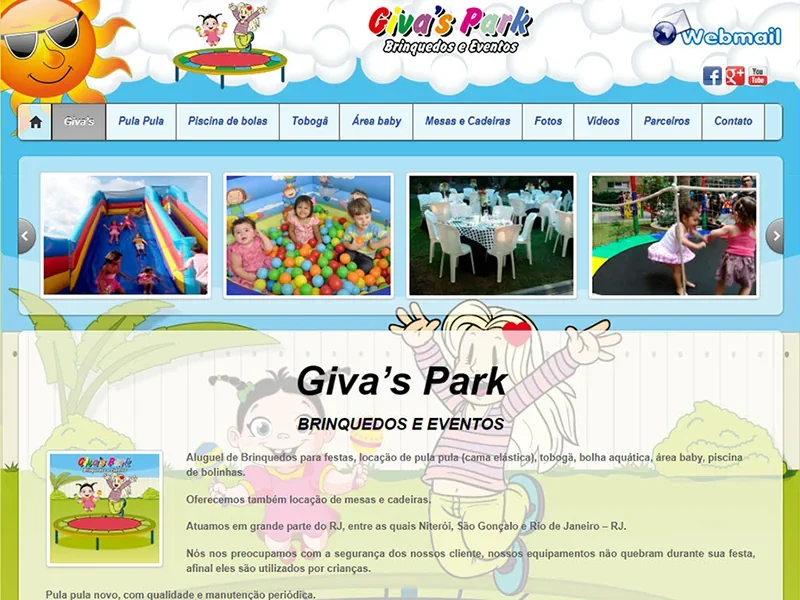 Giva's Park
Brinquedos e Eventos
Webmail
You
Tube
Giva's Pula Pula Piscina de bolas Tobogã Área baby Mesas e Cadeiras Fotos Vídeos Parceiros Contato
Giva's Park
BRINQUEDOS E EVENTOS
Giva's Park
Brinquedos e Eventos
Aluguel de Brinquedos para festas, locação de pula pula (cama elástica), tobogã, bolha aquática, área baby, piscina
de bolinhas.
Oferecemos também locação de mesas e cadeiras.
Atuamos em grande parte do RJ, entre as quais Niterói, São Gonçalo e Rio de Janeiro – RJ.
Nós nos preocupamos com a segurança dos nossos cliente, nossos equipamentos não quebram durante sua festa,
afinal eles são utilizados por crianças.
Pula pula novo, com qualidade e manutenção periódica.